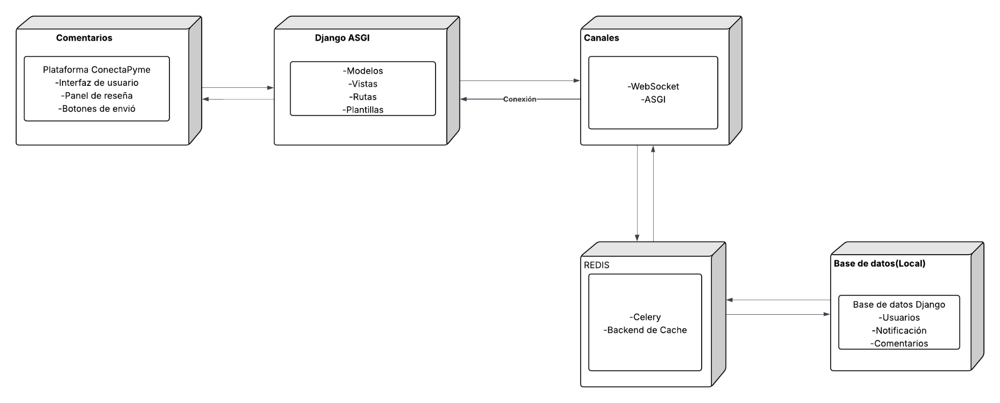 Comentarios
Plataforma ConectaPyme
-Interfaz de usuario
-Panel de reseña
-Botones de envió
Django ASGI
-Modelos
-Vistas
-Rutas
-Plantillas
Conexión
Canales
-WebSocket
-ASGI
REDIS
-Celery
-Backend de Cache
Base de datos(Local)
Base de datos Django
-Usuarios
-Notificación
-Comentarios